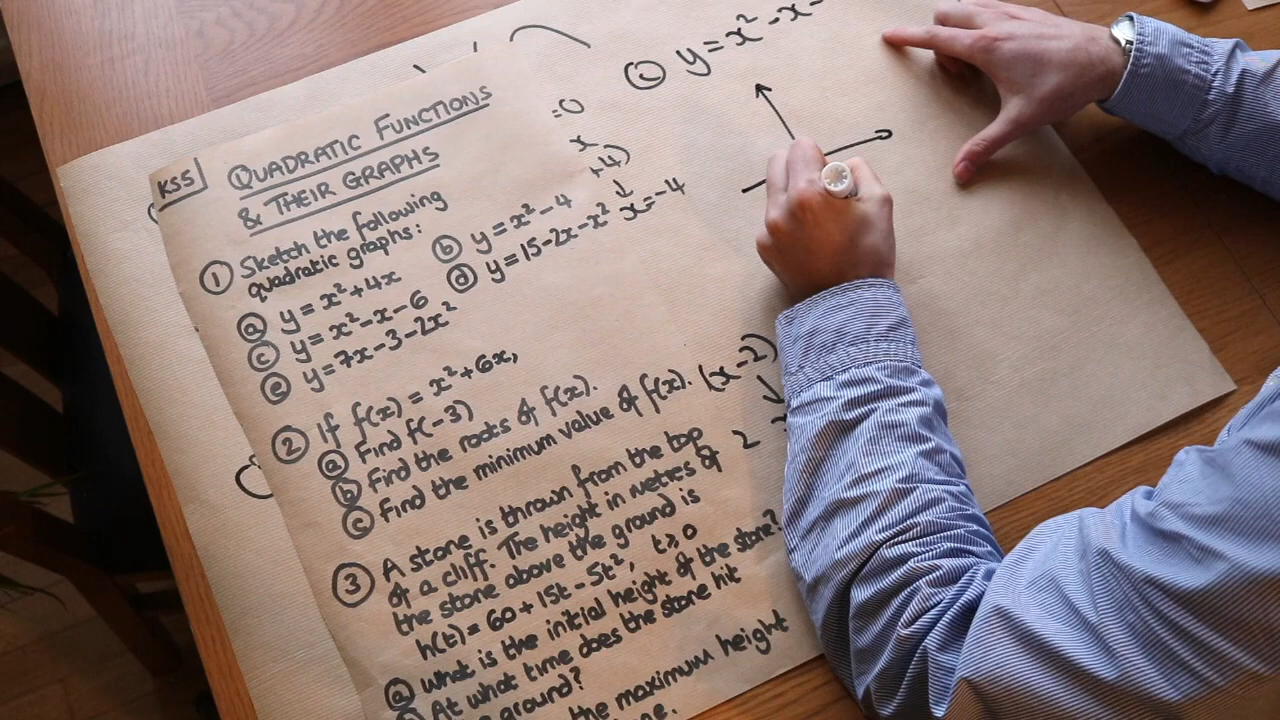 KS5
QUADRATIC FUNCTIONS
& THEIR GRAPHS
① Sketch the following
quadratic graphs:
ⓐ y = x² + 4x
ⓑ y = x² - 4
ⓒ y = x² - x - 6
ⓓ y = 15 - 2x - x²
ⓔ y = 7x - 3 - 2x²
② If f(x) = x² + 6x,
ⓐ Find f(-3)
ⓑ Find the roots of f(x).
ⓒ Find the minimum value of f(x).
③ A stone is thrown from the top
of a cliff. The height in metres of
the stone above the ground is
h(t) = 60 + 15t - 5t², t ≥ 0
ⓐ What is the initial height of the stone?
At what time does the stone hit
ground?
the maximum height
=0
x
+4)
↓
x=-4
(x-2)
↓
2
ⓒ y = x² - x -